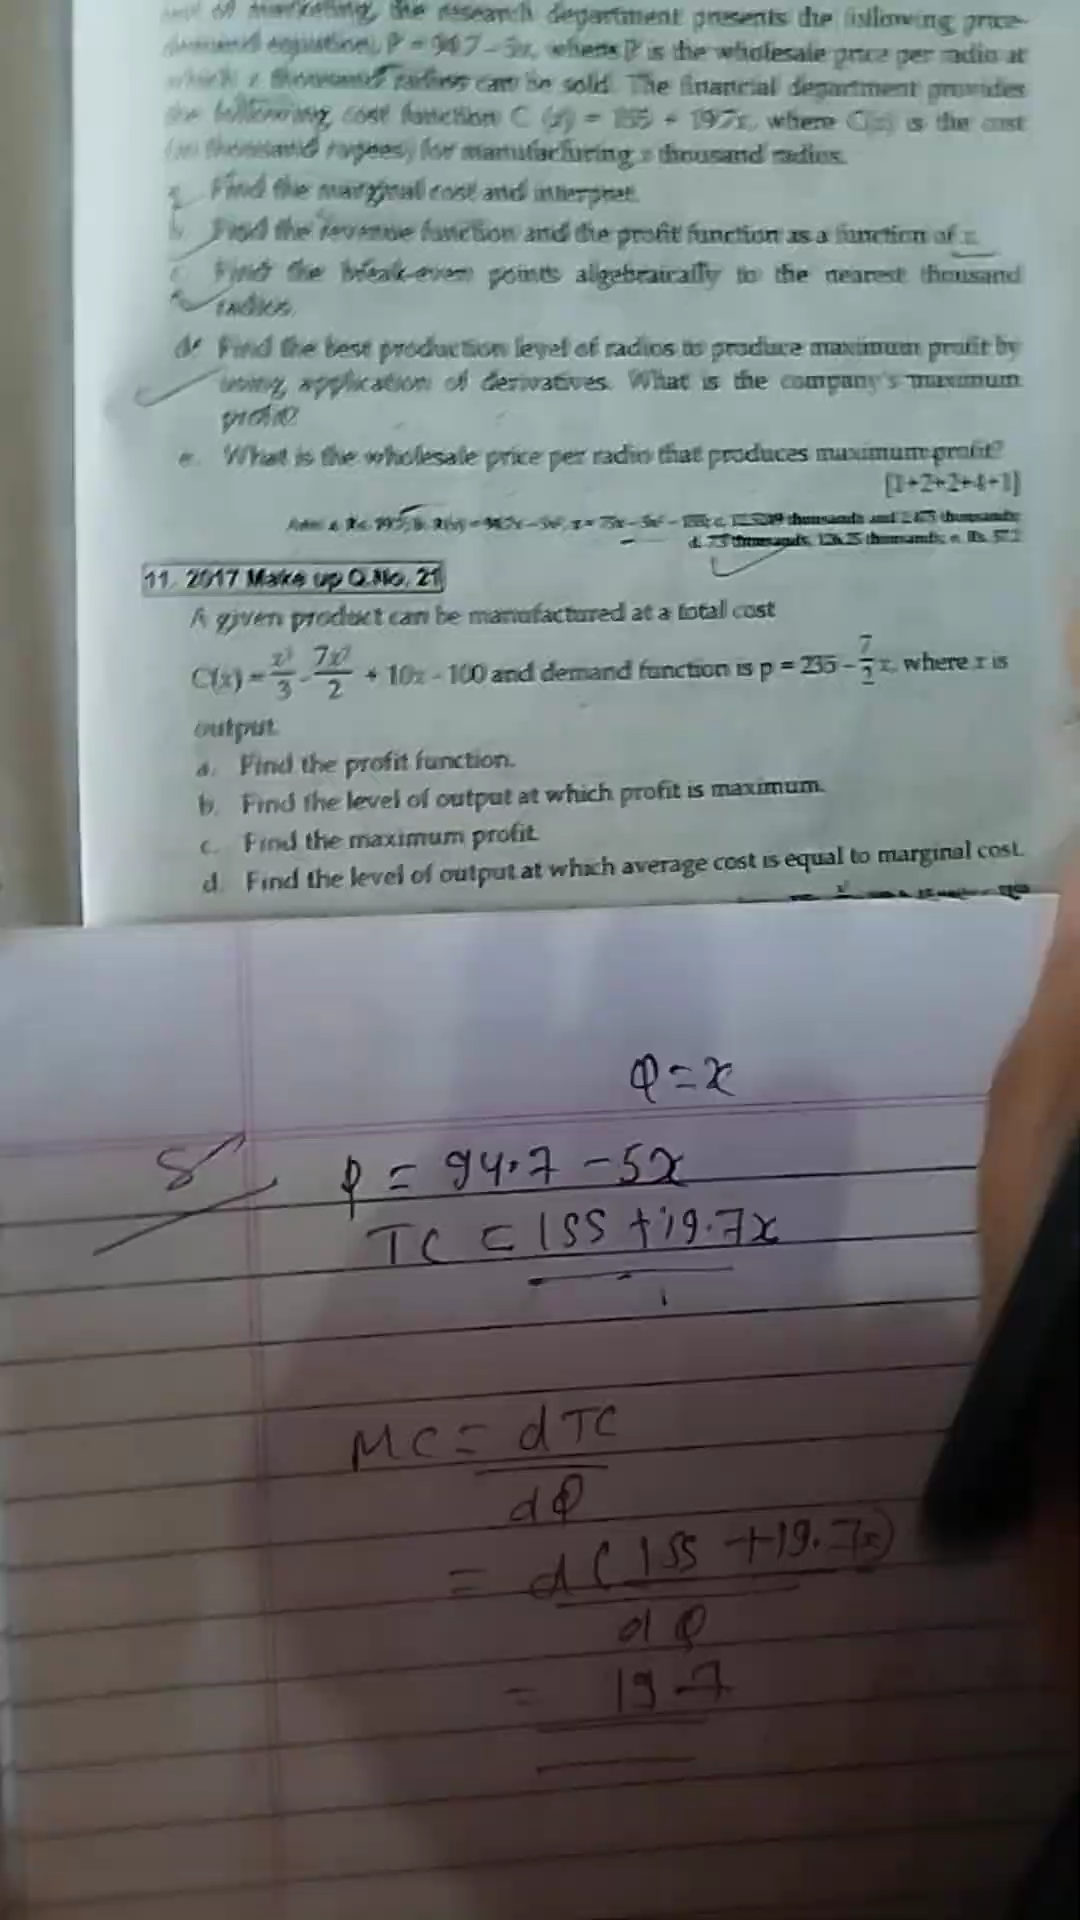 the research department presents the following price-
demand equation, P = 94.7 - 5x, where P is the wholesale price per radio at
which x thousand radios can be sold. The financial department provides
the following cost function C (x) = 155 + 19.7x, where C(x) is the cost
(in thousand rupees) for manufacturing x thousand radios.
a. Find the marginal cost and interpret.
b. Find the revenue function and the profit function as a function of x.
c. Find the break-even points algebraically to the nearest thousand
radios.
d. Find the best production level of radios to produce maximum profit by
using application of derivatives. What is the company's maximum
profit?
e. What is the wholesale price per radio that produces maximum profit?
[1+2+2+4+1]
11. 2017 Make up Q.No. 21
A given product can be manufactured at a total cost
C(x) = x³/3 - 7x²/2 + 10x - 100 and demand function is p = 235 - 7/2 x, where x is
output.
a. Find the profit function.
b. Find the level of output at which profit is maximum.
c. Find the maximum profit.
d. Find the level of output at which average cost is equal to marginal cost.
Q = x
P = 94.7 - 5x
TC = 155 + 19.7x
MC = dTC
dQ
= d(155 + 19.7x)
dQ
= 19.7